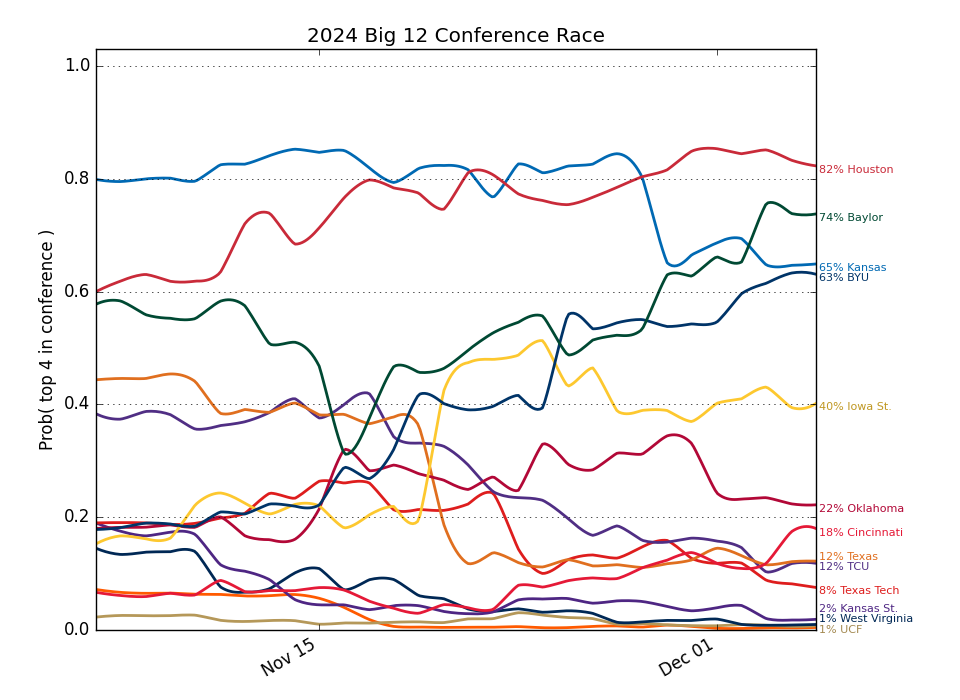 2024 Big 12 Conference Race
Prob( top 4 in conference )
1.0
0.8
0.6
0.4
0.2
0.0
Nov 15
Dec 01
82% Houston
74% Baylor
65% Kansas
63% BYU
40% Iowa St.
22% Oklahoma
18% Cincinnati
12% Texas
12% TCU
8% Texas Tech
2% Kansas St.
1% West Virginia
1% UCF